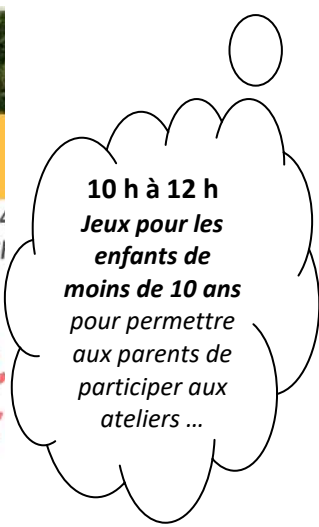 10 h à 12 h
Jeux pour les
enfants de
moins de 10 ans
pour permettre
aux parents de
participer aux
ateliers ...